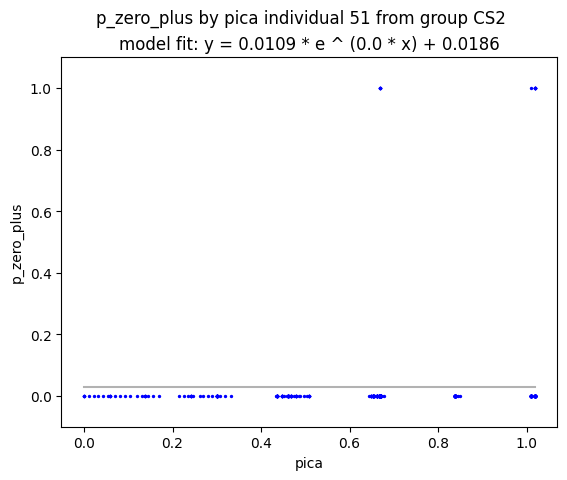 p_zero_plus by pica individual 51 from group CS2
model fit: y = 0.0109 * e ^ (0.0 * x) + 0.0186
1.0
0.8
0.6
0.4
0.2
0.0
p_zero_plus
0.0 0.2 0.4 0.6 0.8 1.0
pica